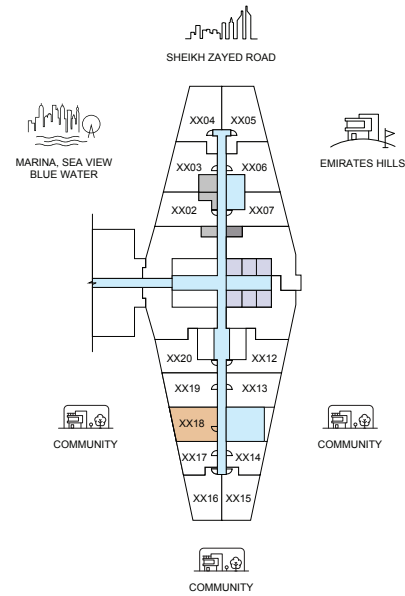 SHEIKH ZAYED ROAD
MARINA, SEA VIEW
BLUE WATER
EMIRATES HILLS
XX04 XX05
XX03 XX06
XX02 XX07
XX20 XX12
XX19 XX13
XX18
XX17 XX14
XX16 XX15
COMMUNITY
COMMUNITY
COMMUNITY